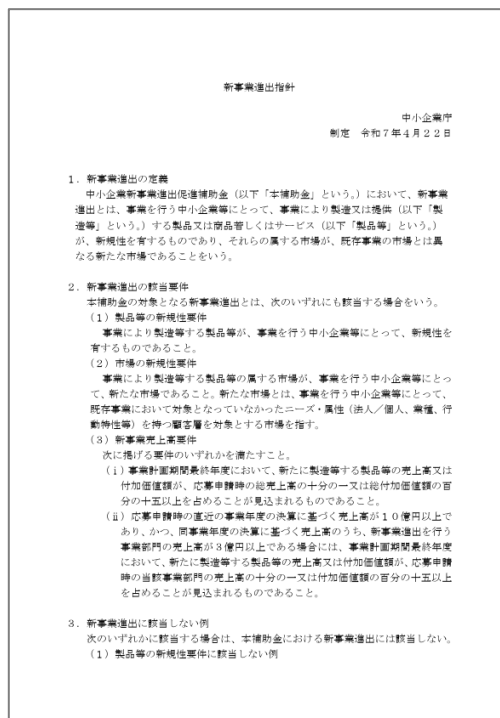 新事業進出指針
中小企業庁
制定　令和７年４月２２日
１．新事業進出の定義
中小企業新事業進出促進補助金（以下「本補助金」という。）において、新事業
進出とは、事業を行う中小企業等にとって、事業により製造又は提供（以下「製
造等」という。）する製品又は商品若しくはサービス（以下「製品等」という。）
が、新規性を有するものであり、それらの属する市場が、既存事業の市場とは異
なる新たな市場であることをいう。
２．新事業進出の該当要件
本補助金の対象となる新事業進出とは、次のいずれにも該当する場合をいう。
（１）製品等の新規性要件
事業により製造等する製品等が、事業を行う中小企業等にとって、新規性を
有するものであること。
（２）市場の新規性要件
事業により製造等する製品等の属する市場が、事業を行う中小企業等にとっ
て、新たな市場であること。新たな市場とは、事業を行う中小企業等にとって、
既存事業において対象となっていなかったニーズ・属性（法人／個人、業種、行
動特性等）を持つ顧客層を対象とする市場を指す。
（３）新事業売上高要件
次に掲げる要件のいずれかを満たすこと。
（ⅰ）事業計画期間最終年度において、新たに製造等する製品等の売上高又は
付加価値額が、応募申請時の総売上高の十分の一又は総付加価値額の百
分の十五以上を占めることが見込まれるものであること。
（ⅱ）応募申請時の直近の事業年度の決算に基づく売上高が１０億円以上で
あり、かつ、同事業年度の決算に基づく売上高のうち、新事業進出を行う
事業部門の売上高が３億円以上である場合には、事業計画期間最終年度
において、新たに製造等する製品等の売上高又は付加価値額が、応募申請
時の当該事業部門の売上高の十分の一又は付加価値額の百分の十五以上
を占めることが見込まれるものであること。
３．新事業進出に該当しない例
次のいずれかに該当する場合は、本補助金における新事業進出には該当しない。
（１）製品等の新規性要件に該当しない例